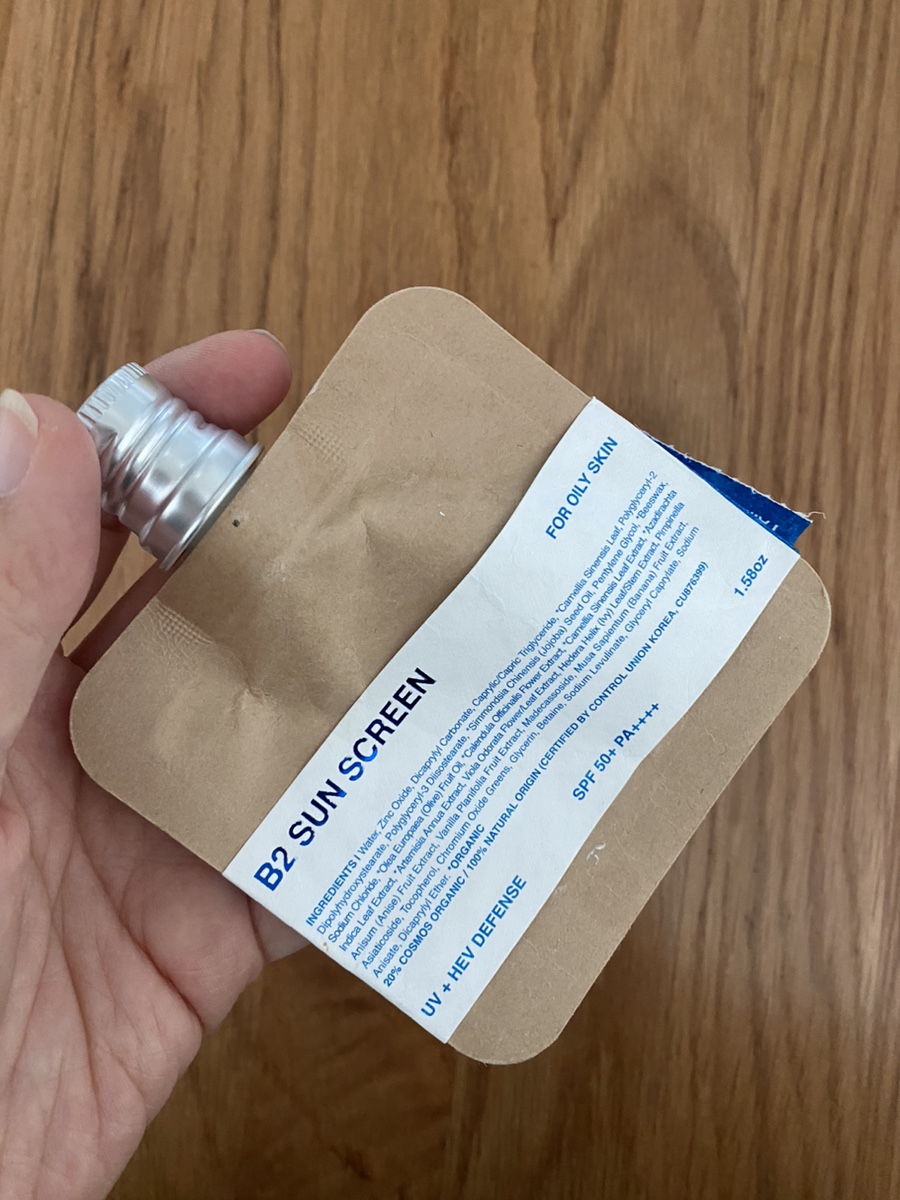 B2 SUN SCREEN
FOR OILY SKIN
INGREDIENTS I Water, Zinc Oxide, Dicaprylyl Carbonate, Caprylic/Capric Triglyceride, *Camellia Sinensis Leaf, Polyglyceryl-2
Dipolyhydroxystearate, Polyglyceryl-3 Diisostearate, *Simmondsia Chinensis (Jojoba) Seed Oil, Pentylene Glycol, *Beeswax,
Sodium Chloride, *Olea Europaea (Olive) Fruit Oil, *Calendula Officinalis Flower Extract, *Camellia Sinensis Leaf Extract, *Azadirachta
Indica Leaf Extract, *Artemisia Annua Extract, Viola Odorata Flower/Leaf Extract, Hedera Helix (Ivy) Leaf/Stem Extract, Pimpinella
Anisum (Anise) Fruit Extract, Vanilla Planifolia Fruit Extract, Madecassoside, Musa Sapientum (Banana) Fruit Extract,
Asiaticoside, Tocopherol, Chromium Oxide Greens, Glycerin, Betaine, Sodium Levulinate, Glyceryl Caprylate, Sodium
Anisate, Dicaprylyl Ether. *ORGANIC
20% COSMOS ORGANIC / 100% NATURAL ORIGIN (CERTIFIED BY CONTROL UNION KOREA, CU876399)
UV + HEV DEFENSE
SPF 50+ PA++++
1.58oz